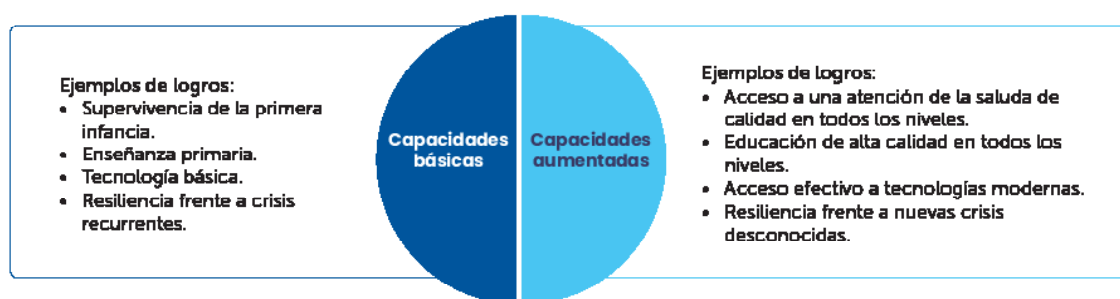 Ejemplos de logros:
• Supervivencia de la primera
infancia.
• Enseñanza primaria.
• Tecnología básica.
• Resiliencia frente a crisis
recurrentes.
Capacidades
básicas
Capacidades
aumentadas
Ejemplos de logros:
• Acceso a una atención de la saluda de
calidad en todos los niveles.
• Educación de alta calidad en todos los
niveles.
• Acceso efectivo a tecnologías modernas.
• Resiliencia frente a nuevas crisis
desconocidas.